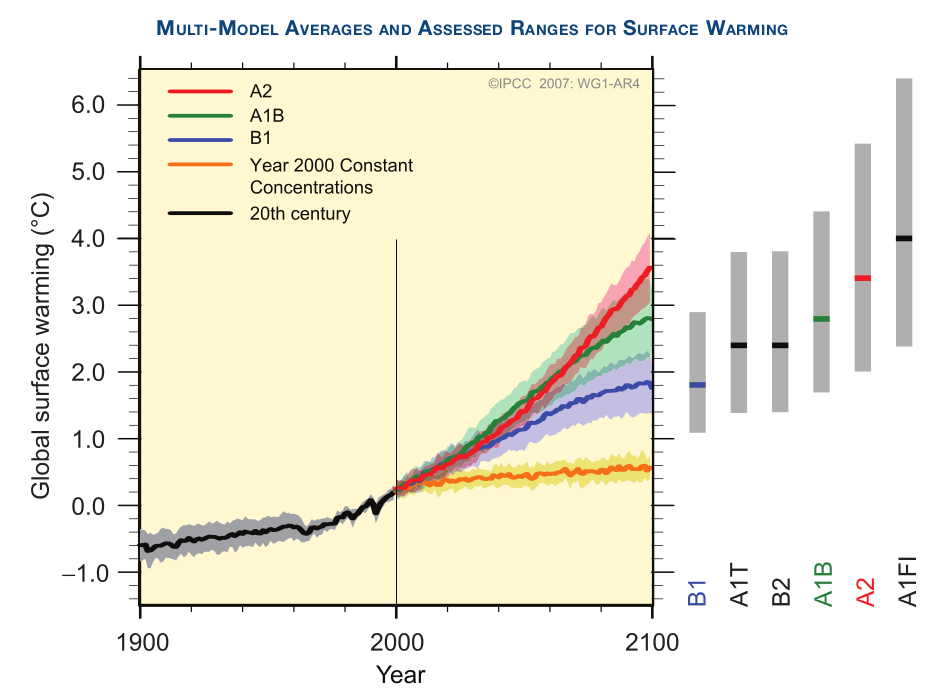 MULTI-MODEL AVERAGES AND ASSESSED RANGES FOR SURFACE WARMING
©IPCC 2007: WG1-AR4
A2
A1B
B1
Year 2000 Constant
Concentrations
20th century
Global surface warming (°C)
6.0
5.0
4.0
3.0
2.0
1.0
0.0
–1.0
1900
2000
2100
Year
B1
A1T
B2
A1B
A2
A1FI